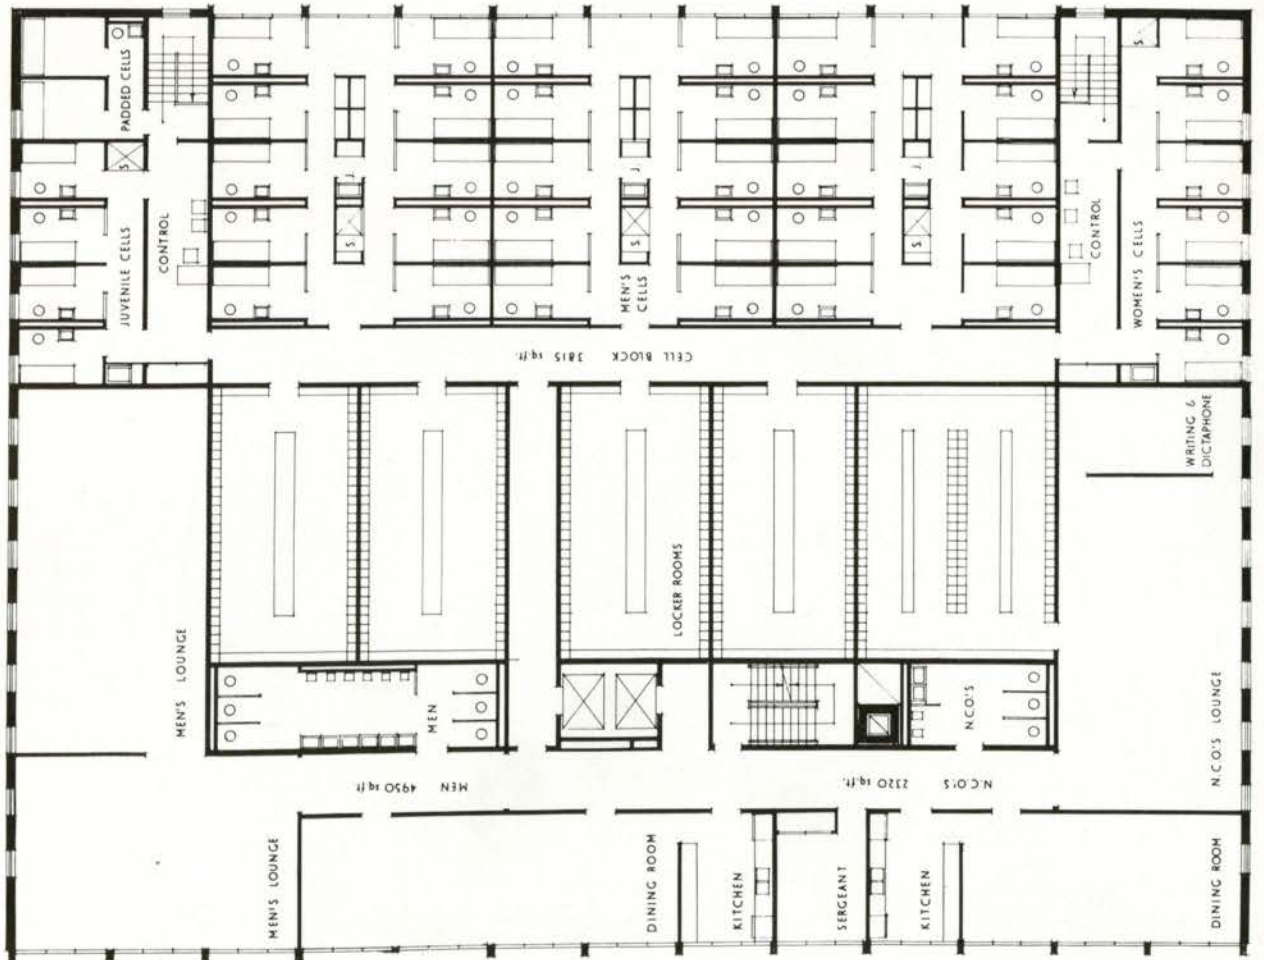 PADDED CELLS
S.
JUVENILE CELLS
CONTROL
S.
J.
MEN'S
CELLS
S.
J.
S.
J.
CONTROL
WOMEN'S CELLS
S.
CELL BLOCK 3815 sq.ft.
WRITING &
DICTAPHONE
MEN'S LOUNGE
LOCKER ROOMS
MEN
N.C.O'S
N.C.O'S LOUNGE
MEN 4950 sq.ft.
N.C.O'S 2320 sq.ft.
MEN'S LOUNGE
DINING ROOM
KITCHEN
SERGEANT
KITCHEN
DINING ROOM